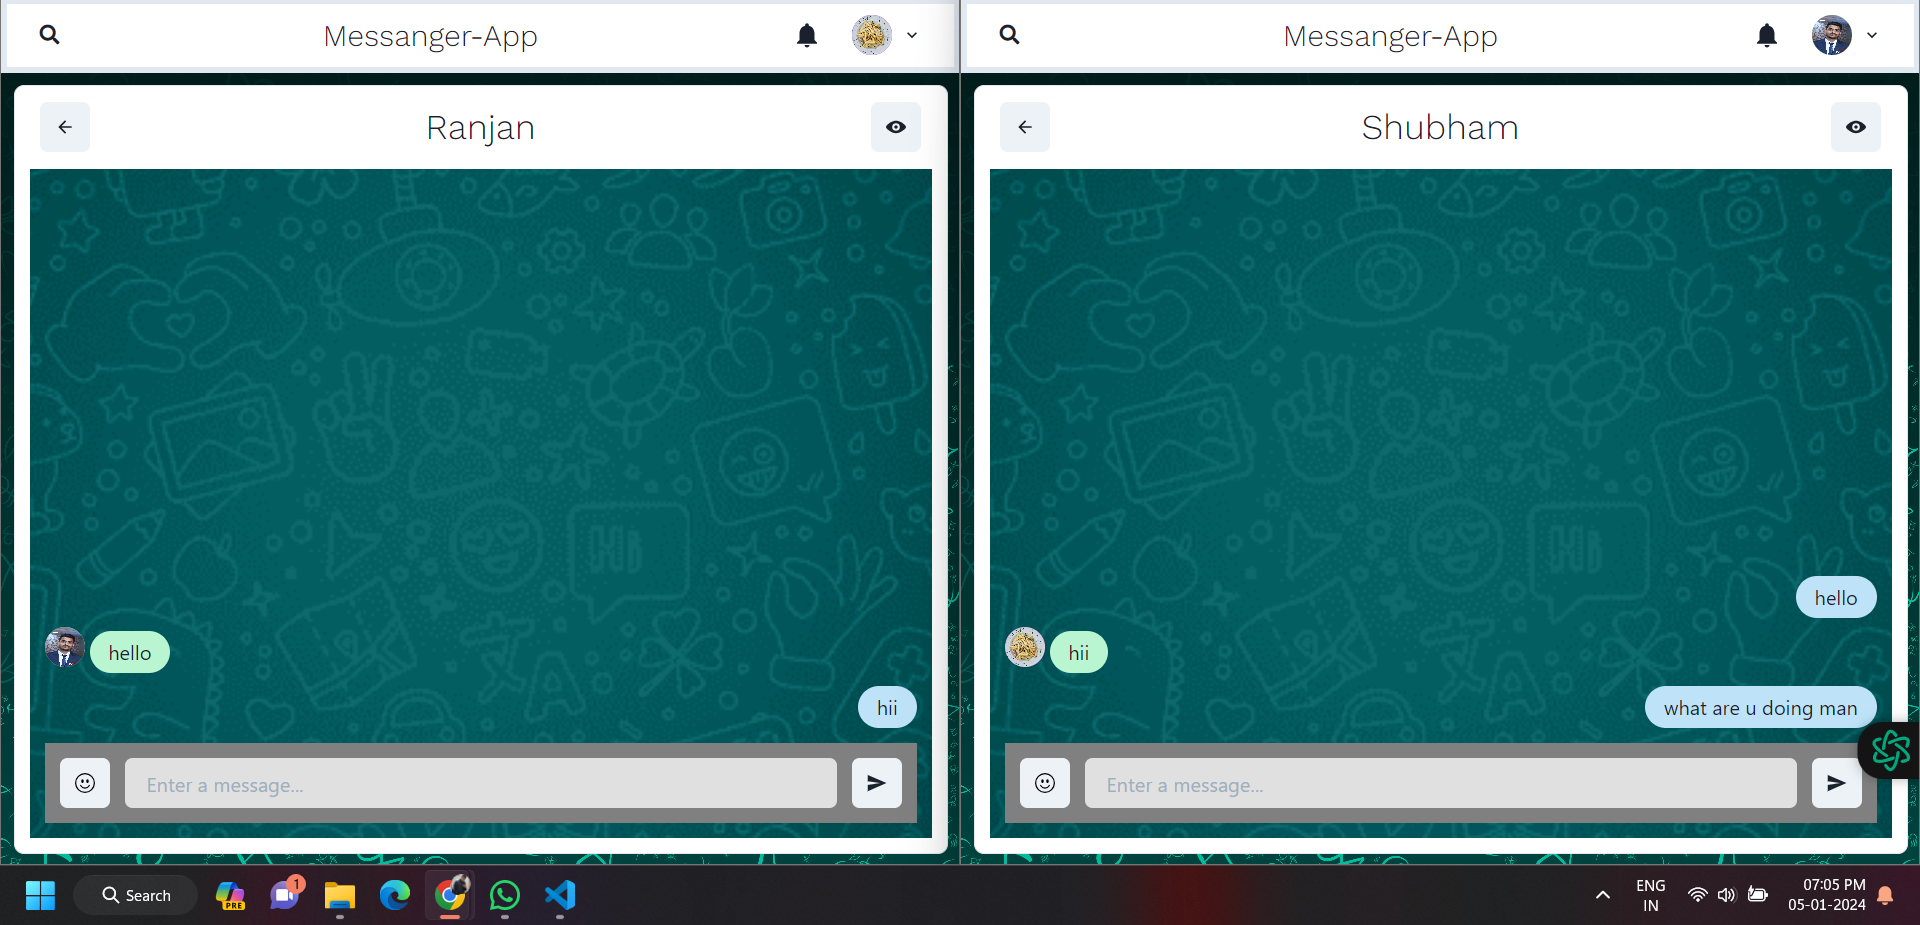 Messanger-App
Ranjan
hello
hii
Enter a message...
Messanger-App
Shubham
hello
hii
what are u doing man
Enter a message...
Search
PRE
1
ENG
IN
07:05 PM
05-01-2024